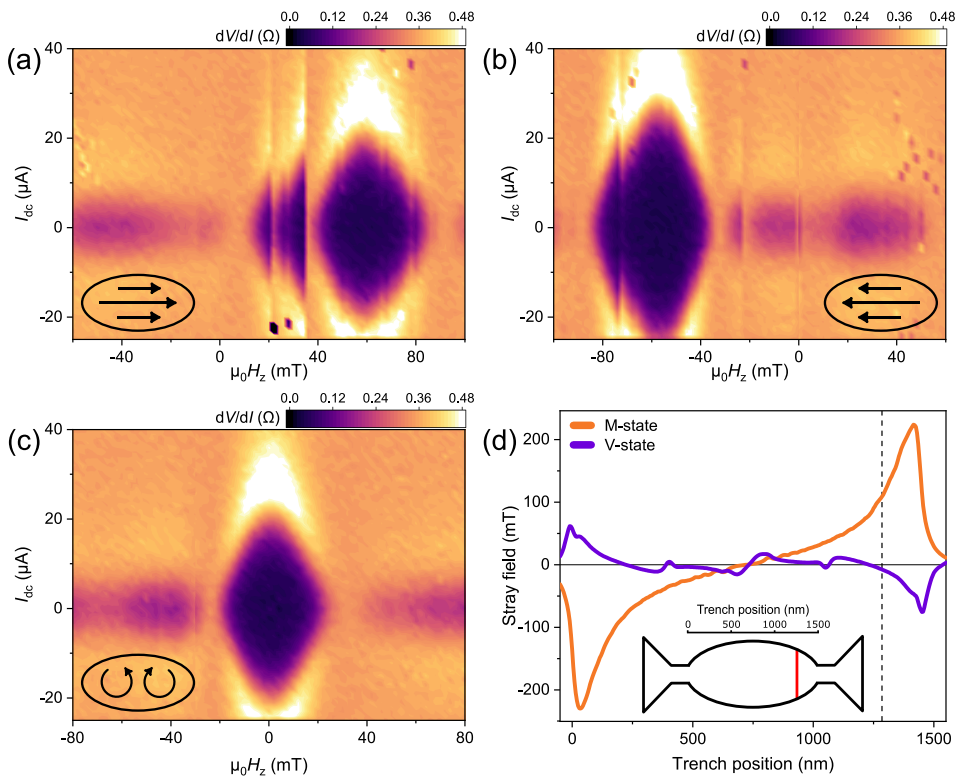 dV/dI (Ω) 0.0 0.12 0.24 0.36 0.48
(a)
40
20
0
-20
I_dc (μA)
-40 0 40 80
μ₀H_z (mT)
dV/dI (Ω) 0.0 0.12 0.24 0.36 0.48
(b)
40
20
0
-20
I_dc (μA)
-80 -40 0 40
μ₀H_z (mT)
dV/dI (Ω) 0.0 0.12 0.24 0.36 0.48
(c)
40
20
0
-20
I_dc (μA)
-80 -40 0 40 80
μ₀H_z (mT)
(d)
M-state
V-state
200
100
0
-100
-200
Stray field (mT)
Trench position (nm)
0 500 1000 1500
0 500 1000 1500
Trench position (nm)